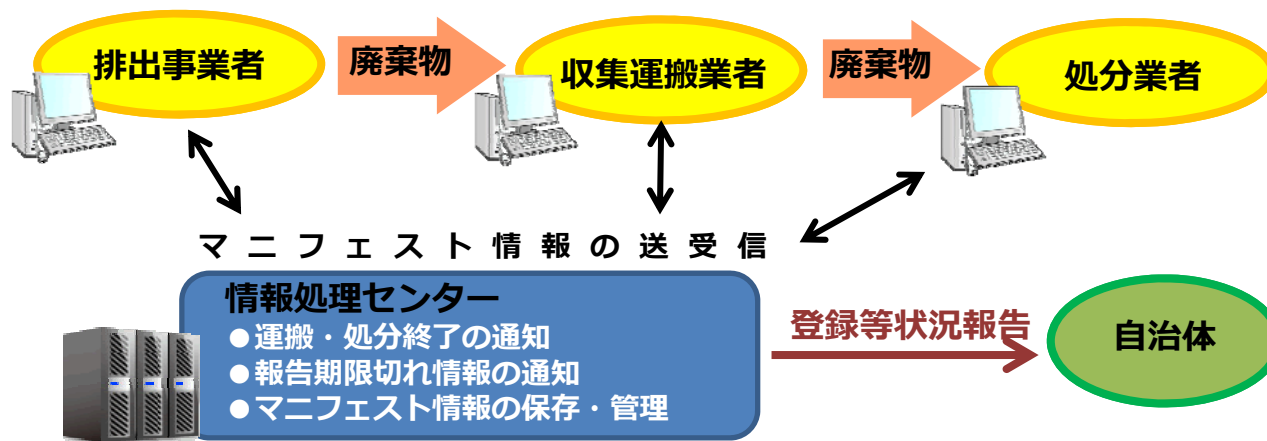 排出事業者
廃棄物
収集運搬業者
廃棄物
処分業者
マニフェスト情報の送受信
情報処理センター
●運搬・処分終了の通知
●報告期限切れ情報の通知
●マニフェスト情報の保存・管理
登録等状況報告
自治体